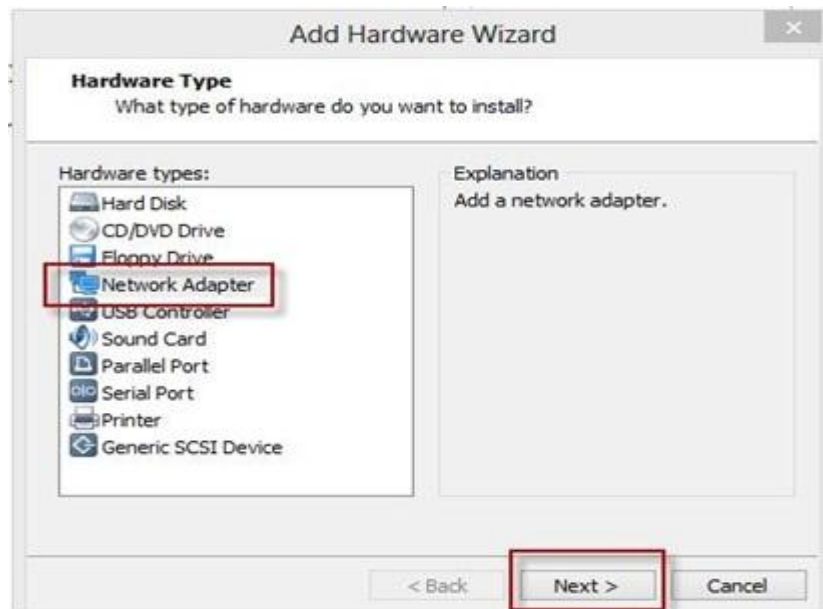 Add Hardware Wizard
Hardware Type
What type of hardware do you want to install?
Hardware types:
Hard Disk
CD/DVD Drive
Floppy Drive
Network Adapter
USB Controller
Sound Card
Parallel Port
Serial Port
Printer
Generic SCSI Device
Explanation
Add a network adapter.
< Back
Next >
Cancel